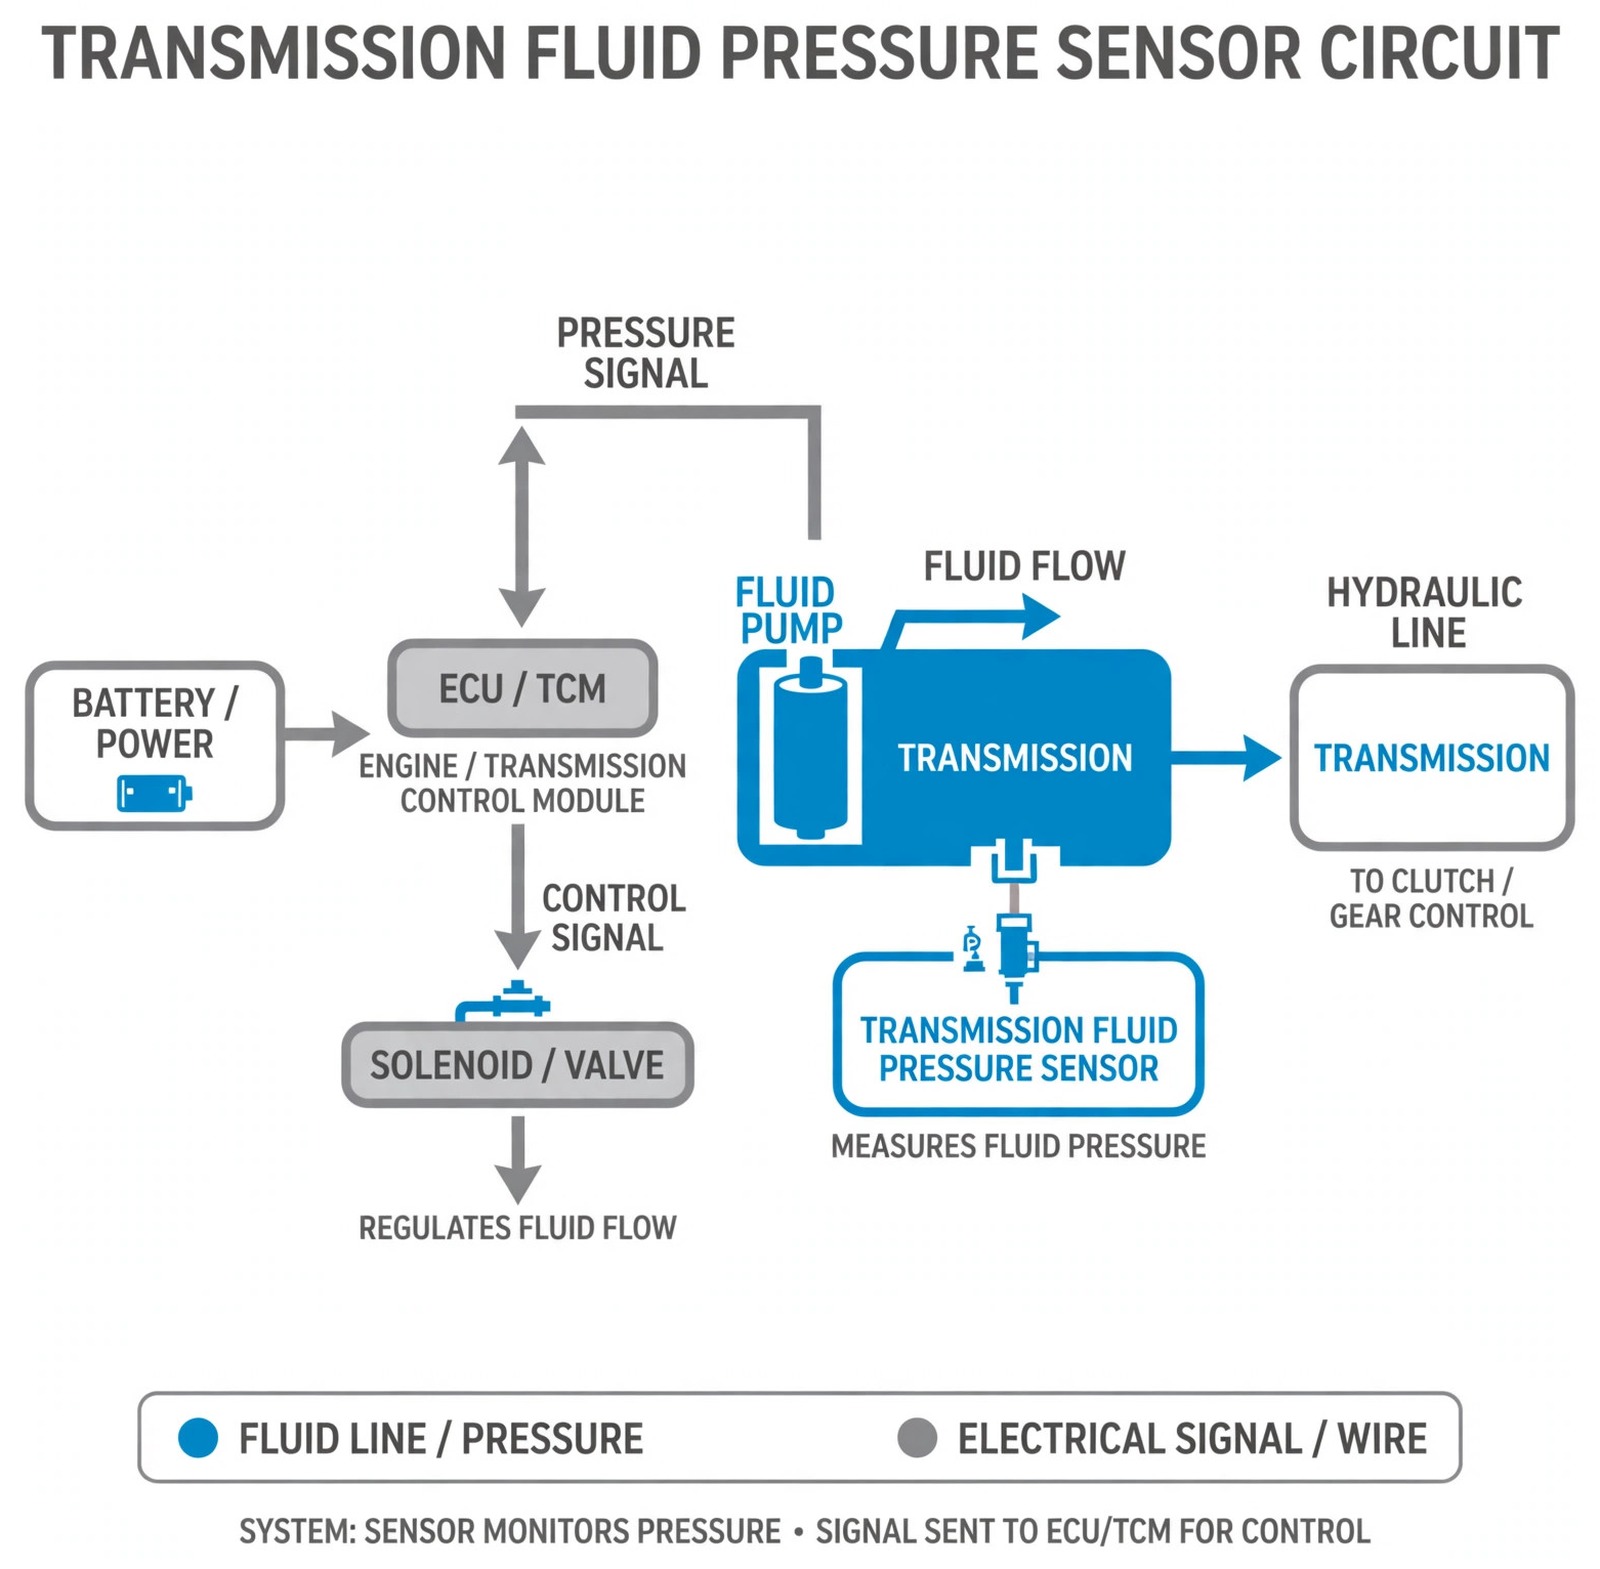 TRANSMISSION FLUID PRESSURE SENSOR CIRCUIT
PRESSURE
SIGNAL
FLUID FLOW
FLUID
PUMP
HYDRAULIC
LINE
BATTERY /
POWER
ECU / TCM
ENGINE / TRANSMISSION
CONTROL MODULE
TRANSMISSION
TRANSMISSION
TO CLUTCH /
GEAR CONTROL
CONTROL
SIGNAL
P
SOLENOID / VALVE
TRANSMISSION FLUID
PRESSURE SENSOR
MEASURES FLUID PRESSURE
REGULATES FLUID FLOW
FLUID LINE / PRESSURE
ELECTRICAL SIGNAL / WIRE
SYSTEM: SENSOR MONITORS PRESSURE • SIGNAL SENT TO ECU/TCM FOR CONTROL